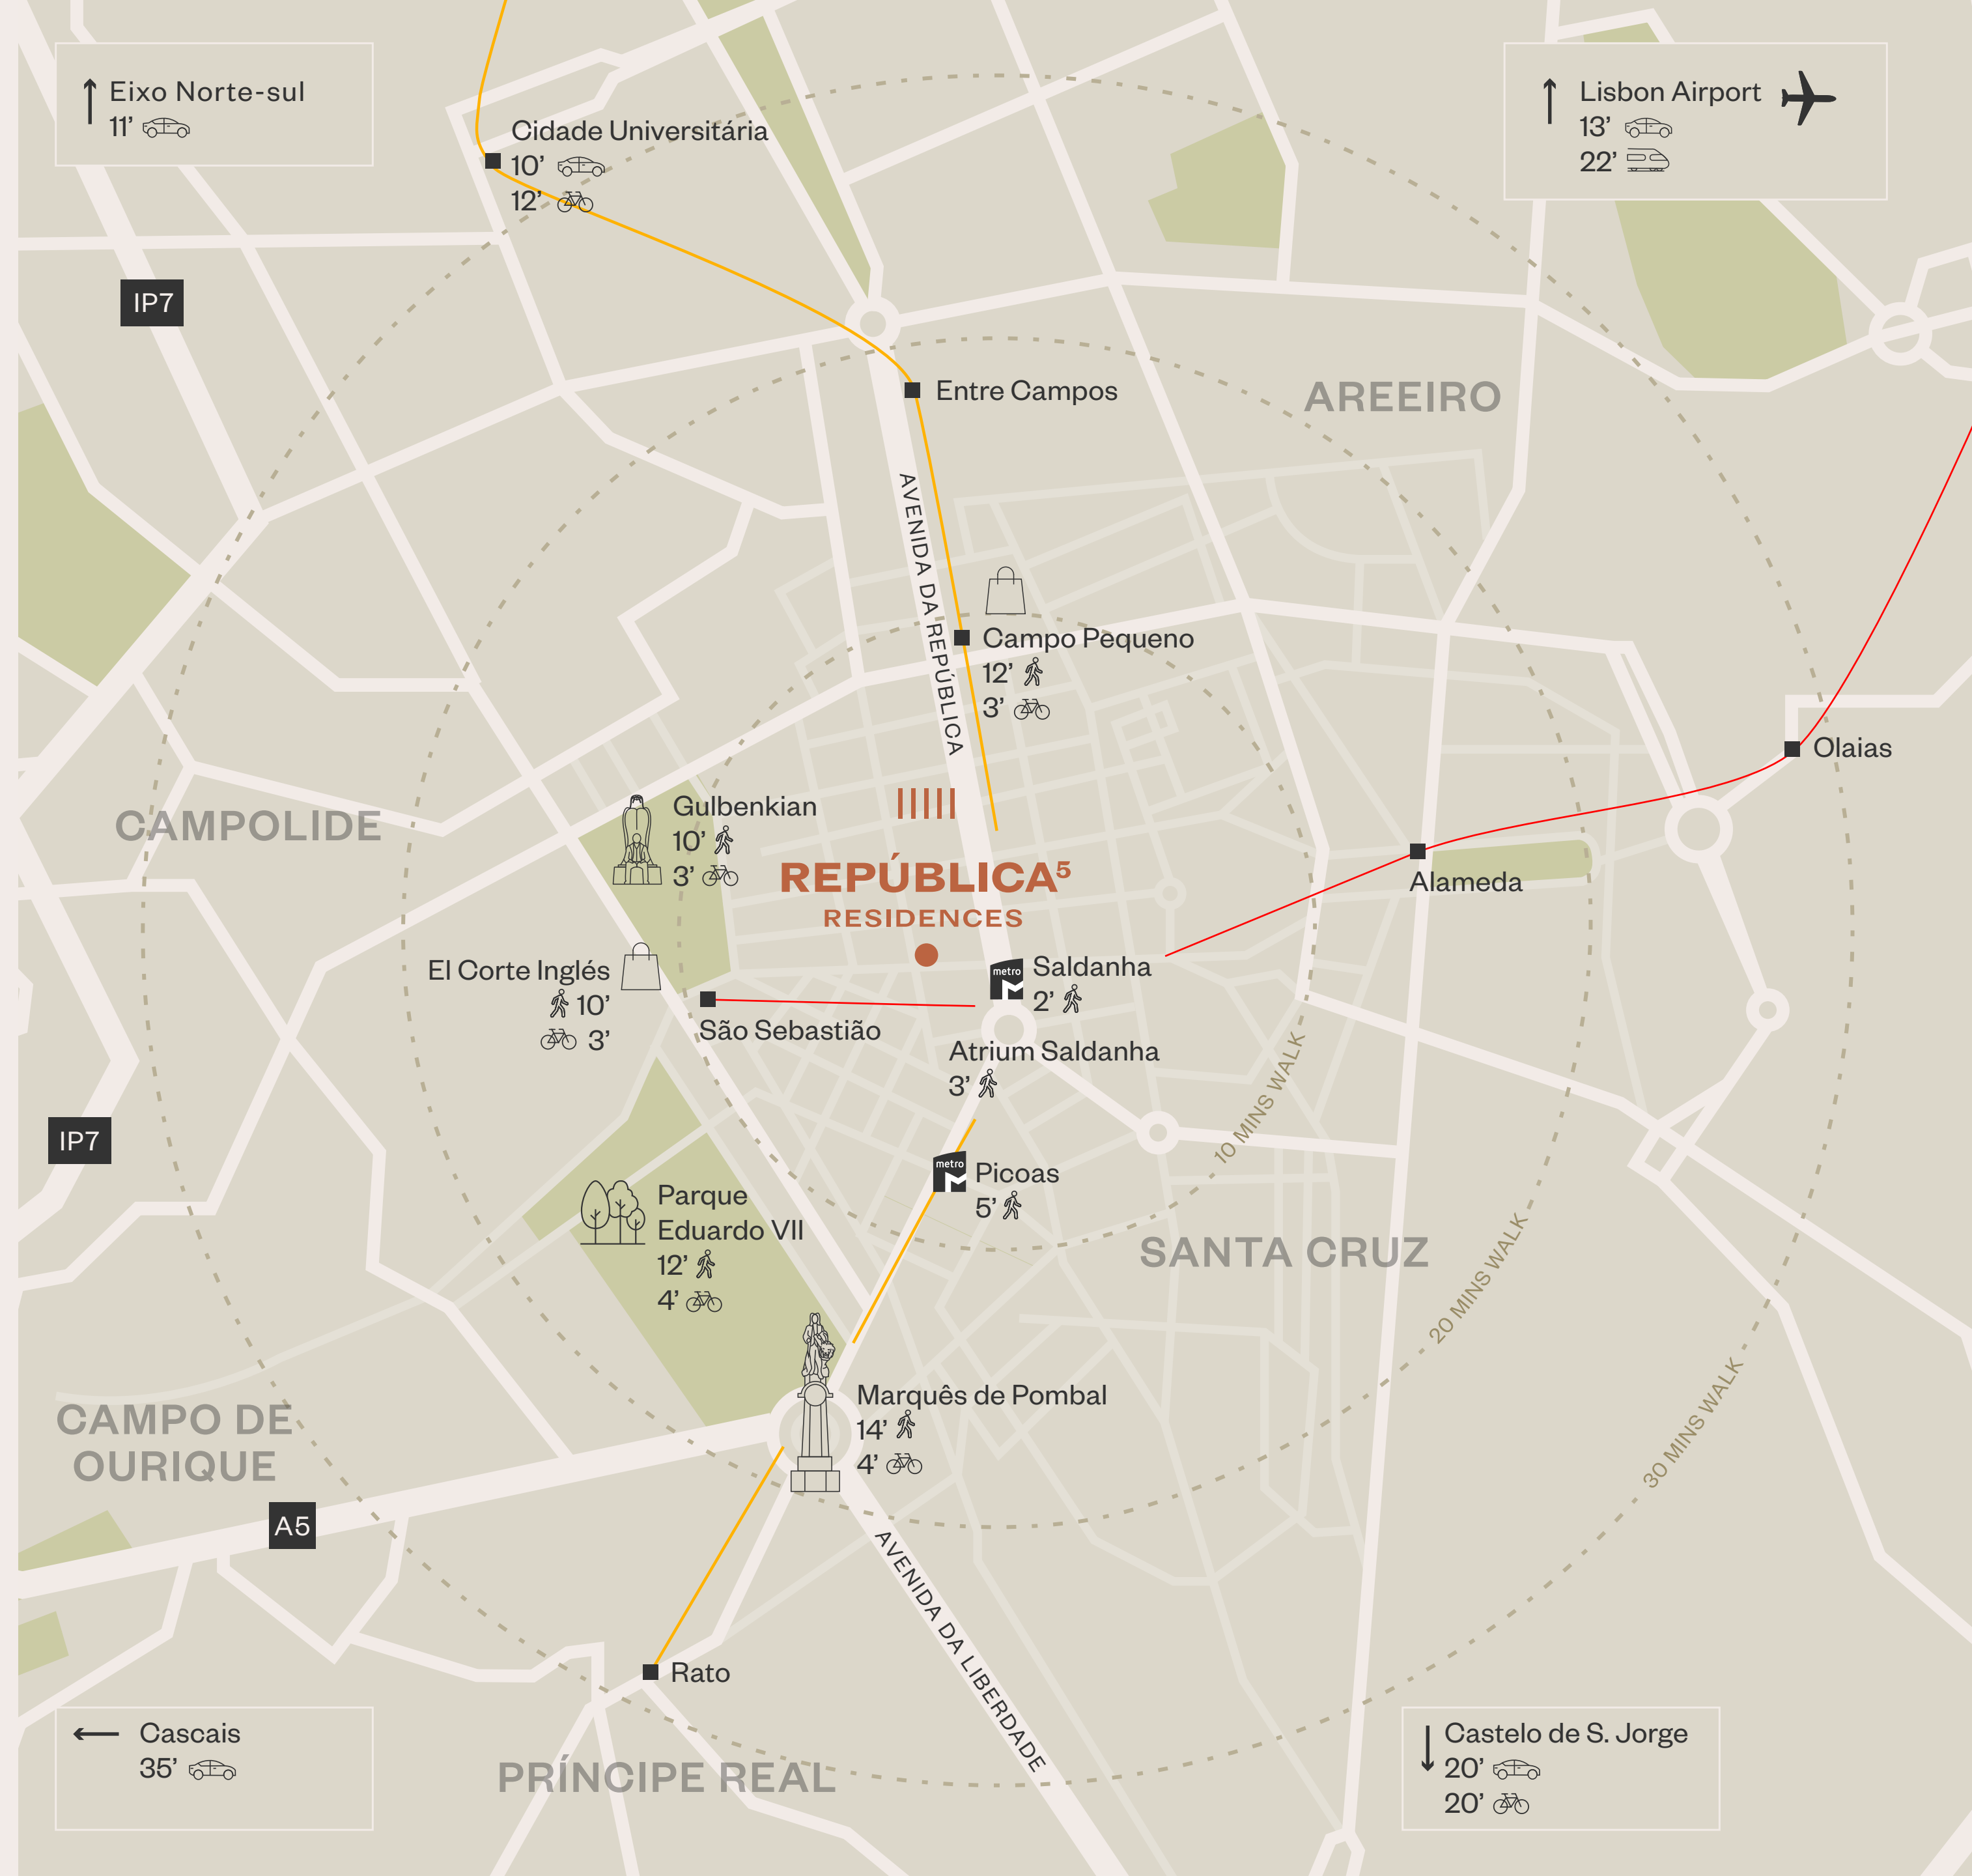 Eixo Norte-sul
11’
Lisbon Airport
13’
22’
Cidade Universitária
10’
12’
IP7
Entre Campos
AREEIRO
AVENIDA DA REPÚBLICA
Campo Pequeno
12’
3’
Olaias
CAMPOLIDE
Gulbenkian
10’
3’
REPÚBLICA⁵
RESIDENCES
Alameda
El Corte Inglés
10’
3’
metro
Saldanha
2’
São Sebastião
Atrium Saldanha
3’
10 MINS WALK
IP7
metro
Picoas
5’
Parque
Eduardo VII
12’
4’
SANTA CRUZ
20 MINS WALK
30 MINS WALK
Marquês de Pombal
14’
4’
CAMPO DE
OURIQUE
A5
AVENIDA DA LIBERDADE
Rato
Cascais
35’
PRÍNCIPE REAL
Castelo de S. Jorge
20’
20’